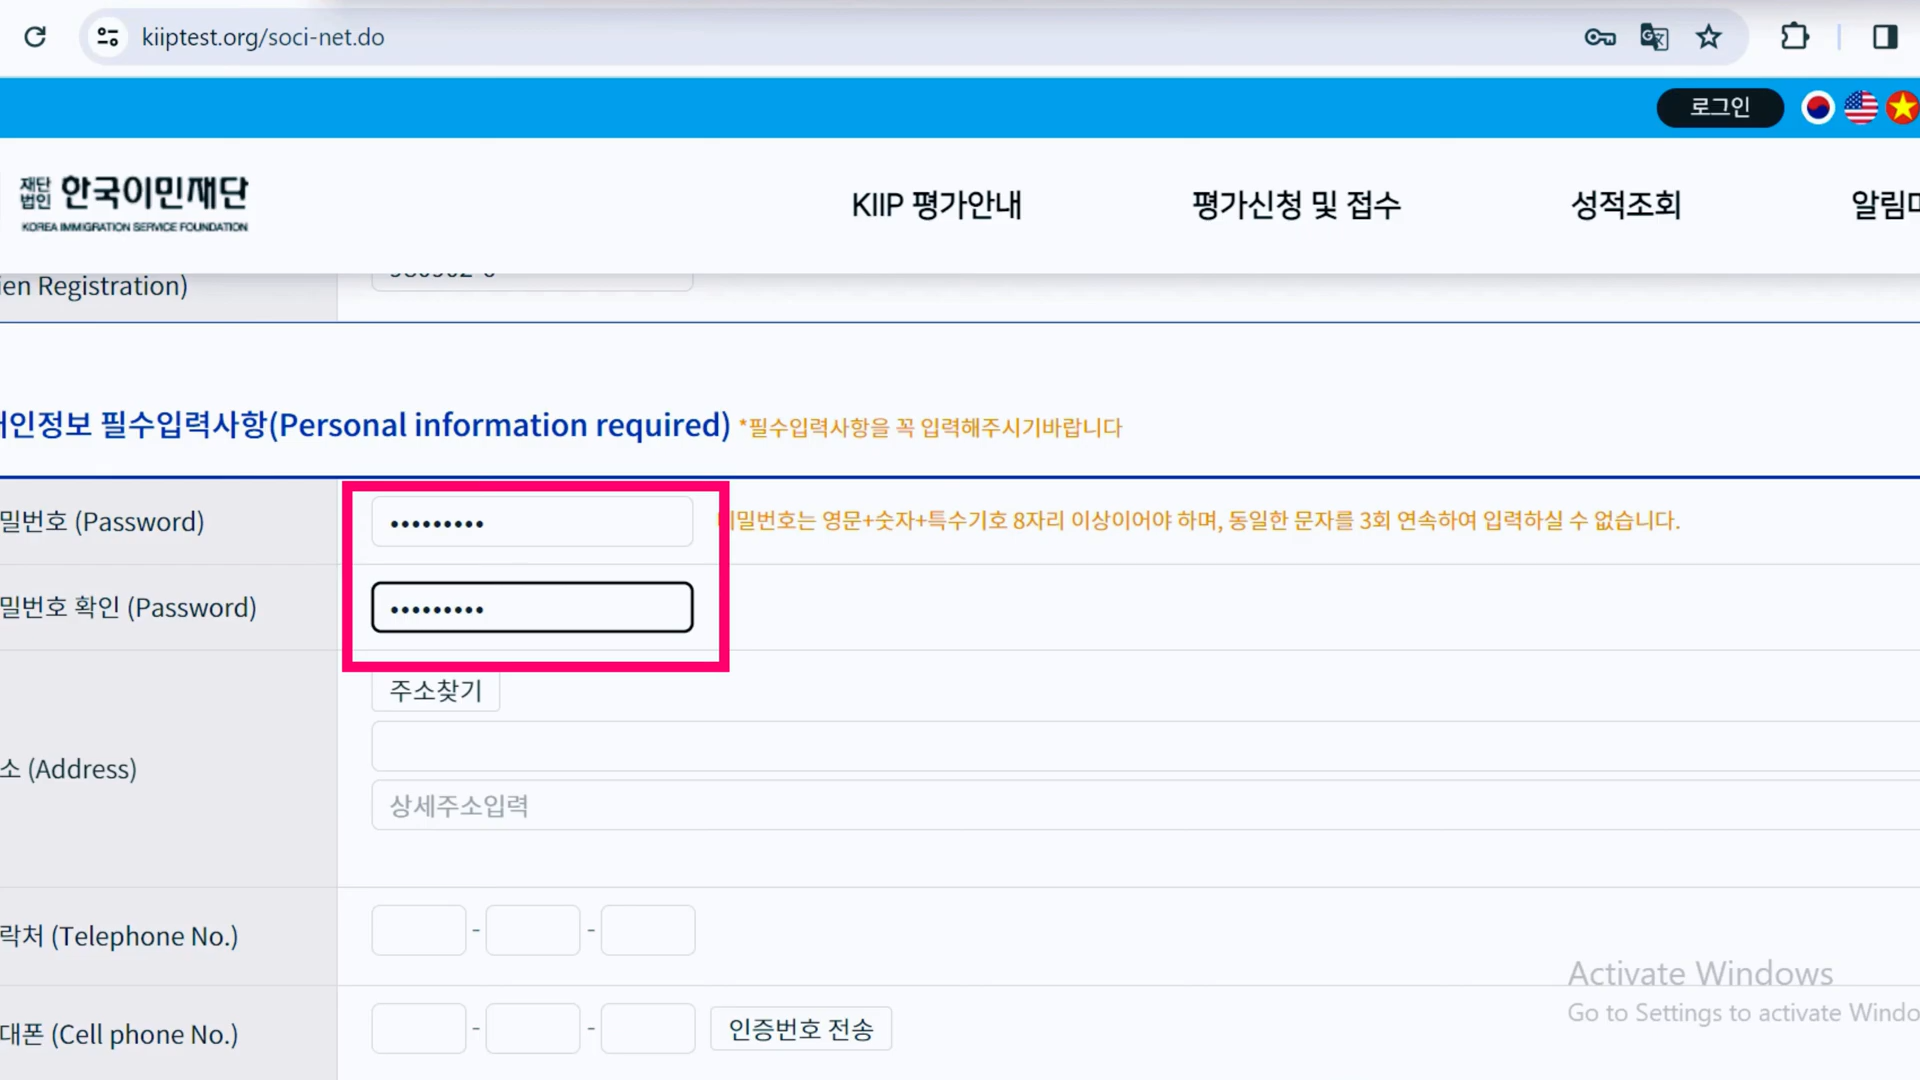 kiiptest.org/soci-net.do
로그인
재단법인 한국이민재단
KOREA IMMIGRATION SERVICE FOUNDATION
KIIP 평가안내
평가신청 및 접수
성적조회
알림
en Registration)
인정보 필수입력사항(Personal information required) *필수입력사항을 꼭 입력해주시기바랍니다
밀번호 (Password)
밀번호는 영문+숫자+특수기호 8자리 이상이어야 하며, 동일한 문자를 3회 연속하여 입력하실 수 없습니다.
밀번호 확인 (Password)
주소찾기
소 (Address)
상세주소입력
락처 (Telephone No.)
- -
대폰 (Cell phone No.)
- -
인증번호 전송
Activate Windows
Go to Settings to activate Windo